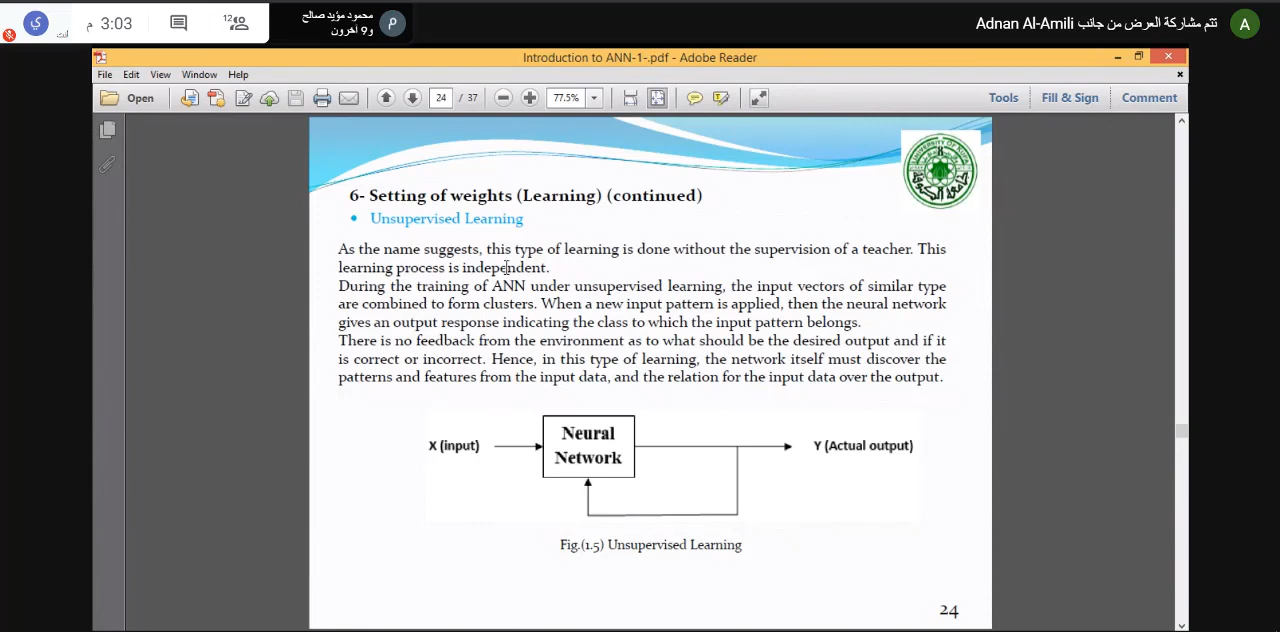 تتم مشاركة العرض من جانب Adnan Al-Amili
A
محمود مؤيد صالح
و9 آخرون
م 3:03
12
ي
أنت
Introduction to ANN-1-.pdf - Adobe Reader
File Edit View Window Help
Open 24 / 37 77.5% Tools Fill & Sign Comment
UNIVERSITY OF KUFA
جامعة الكوفة
6- Setting of weights (Learning) (continued)
• Unsupervised Learning
As the name suggests, this type of learning is done without the supervision of a teacher. This
learning process is independent.
During the training of ANN under unsupervised learning, the input vectors of similar type
are combined to form clusters. When a new input pattern is applied, then the neural network
gives an output response indicating the class to which the input pattern belongs.
There is no feedback from the environment as to what should be the desired output and if it
is correct or incorrect. Hence, in this type of learning, the network itself must discover the
patterns and features from the input data, and the relation for the input data over the output.
X (input)
Neural
Network
Y (Actual output)
Fig.(1.5) Unsupervised Learning
24